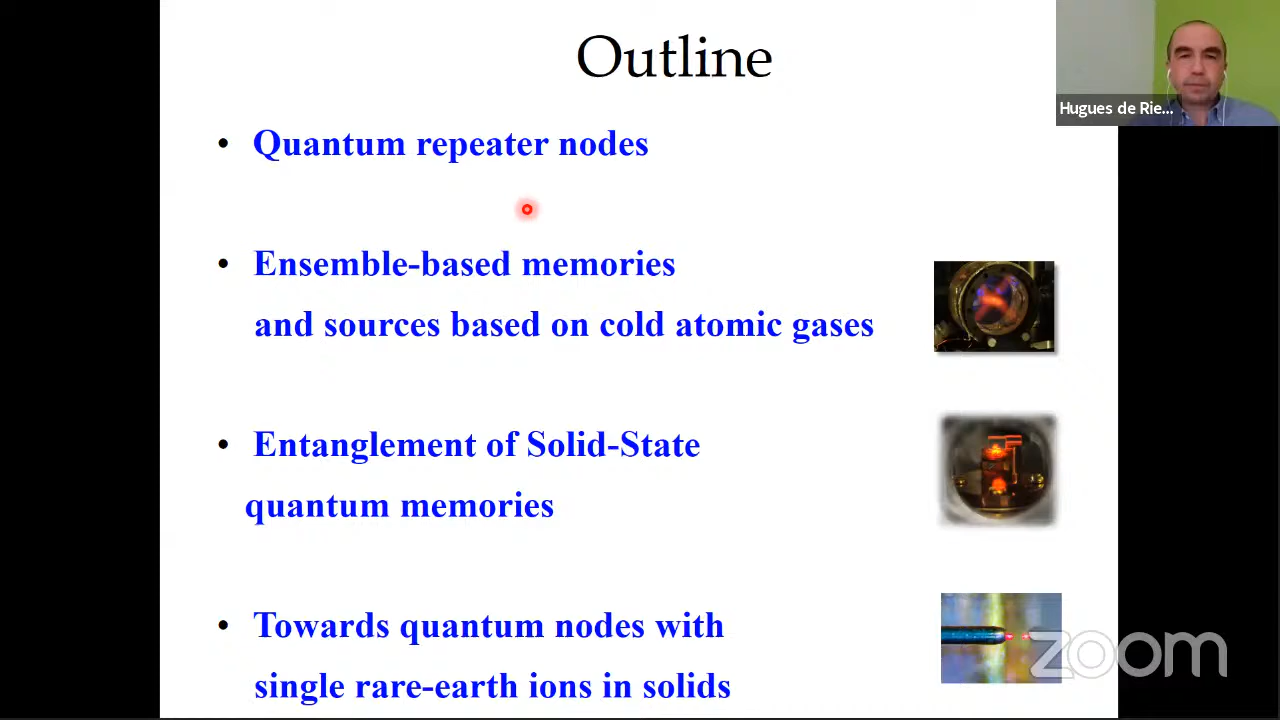 Outline
Hugues de Rie...
• Quantum repeater nodes
• Ensemble-based memories
and sources based on cold atomic gases
• Entanglement of Solid-State
quantum memories
• Towards quantum nodes with
single rare-earth ions in solids
zoom